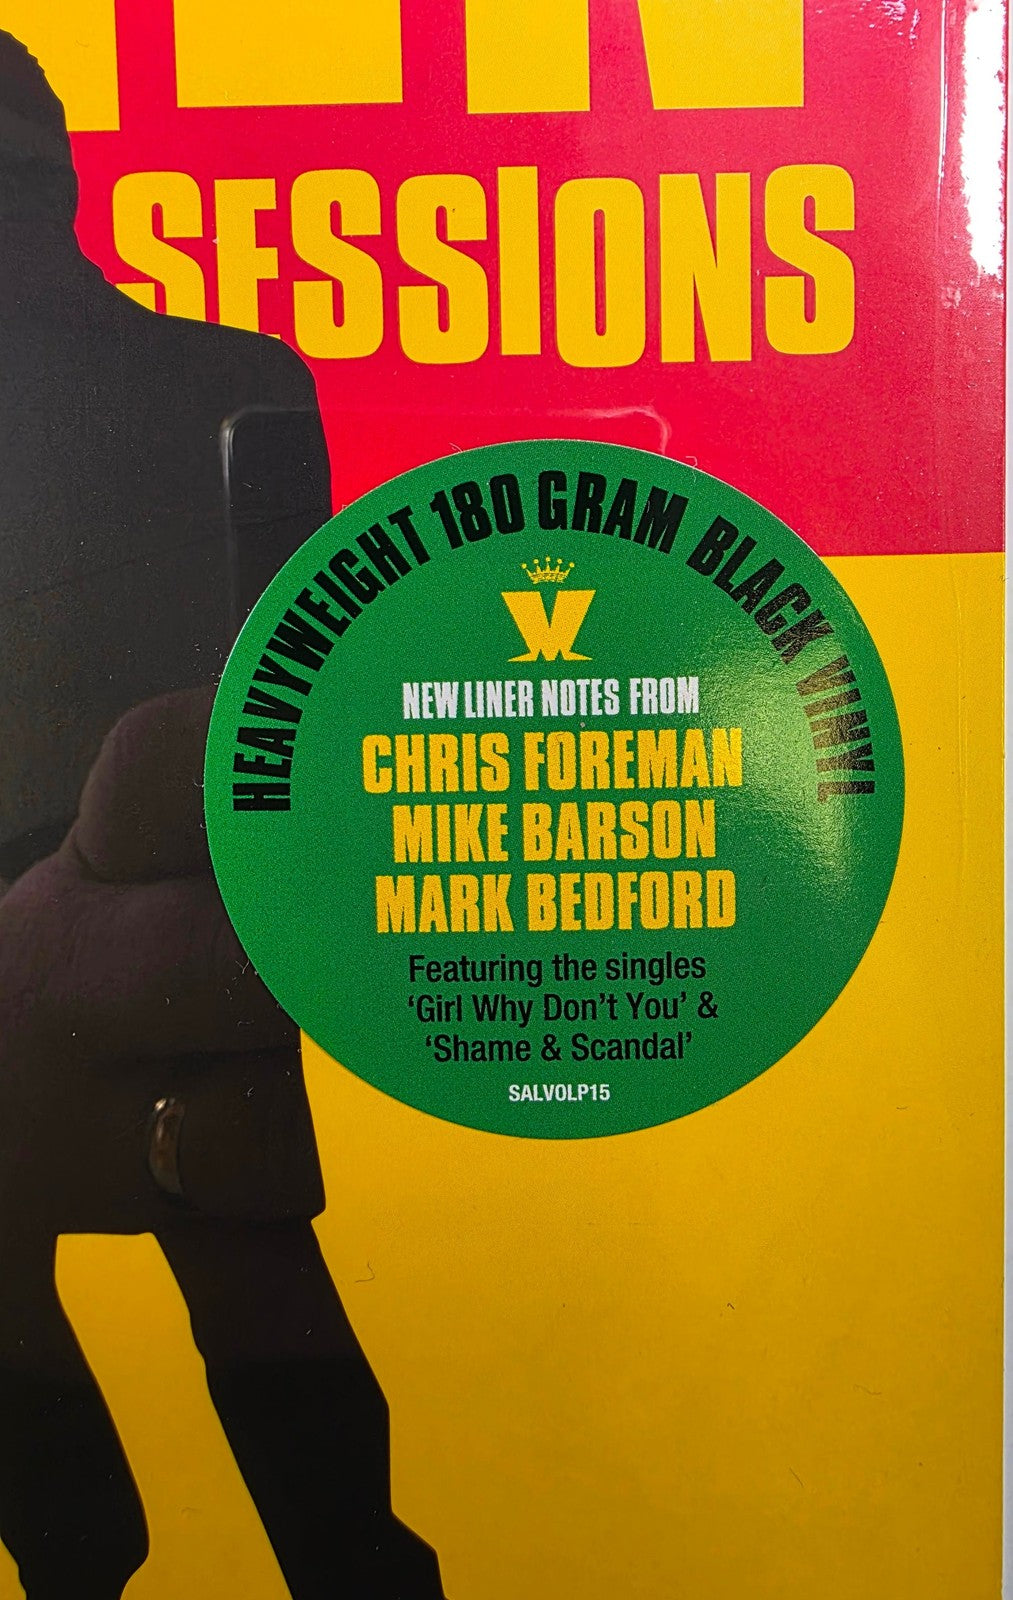 SESSIONS
HEAVYWEIGHT 180 GRAM BLACK VINYL
M
NEW LINER NOTES FROM
CHRIS FOREMAN
MIKE BARSON
MARK BEDFORD
Featuring the singles
‘Girl Why Don’t You’ &
‘Shame & Scandal’
SALVOLP15